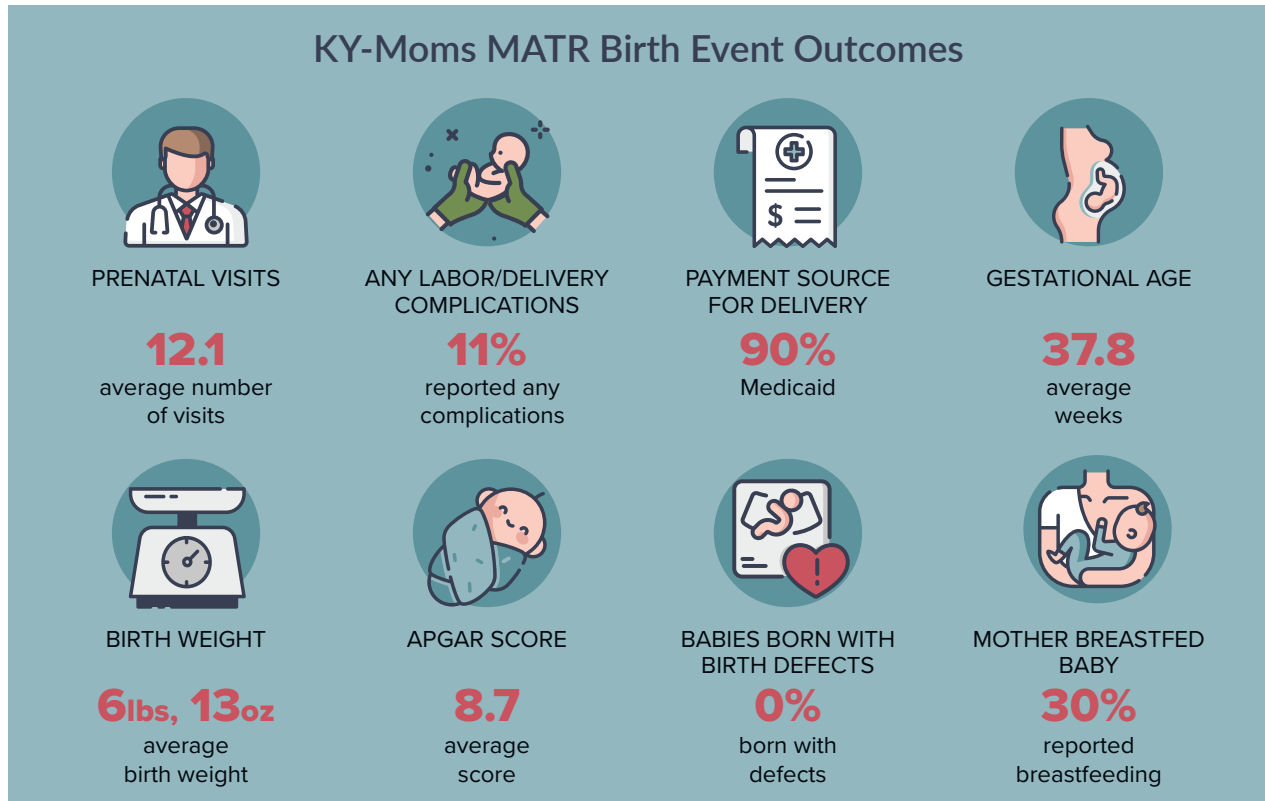 KY-Moms MATR Birth Event Outcomes
PRENATAL VISITS
12.1
average number
of visits
ANY LABOR/DELIVERY
COMPLICATIONS
11%
reported any
complications
PAYMENT SOURCE
FOR DELIVERY
90%
Medicaid
$
GESTATIONAL AGE
37.8
average
weeks
BIRTH WEIGHT
6lbs, 13oz
average
birth weight
APGAR SCORE
8.7
average
score
BABIES BORN WITH
BIRTH DEFECTS
0%
born with
defects
MOTHER BREASTFED
BABY
30%
reported
breastfeeding